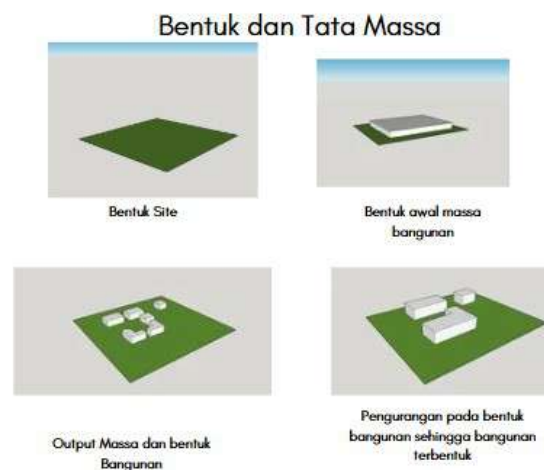 Bentuk dan Tata Massa
Bentuk Site
Bentuk awal massa
bangunan
Output Massa dan bentuk
Bangunan
Pengurangan pada bentuk
bangunan sehingga bangunan
terbentuk